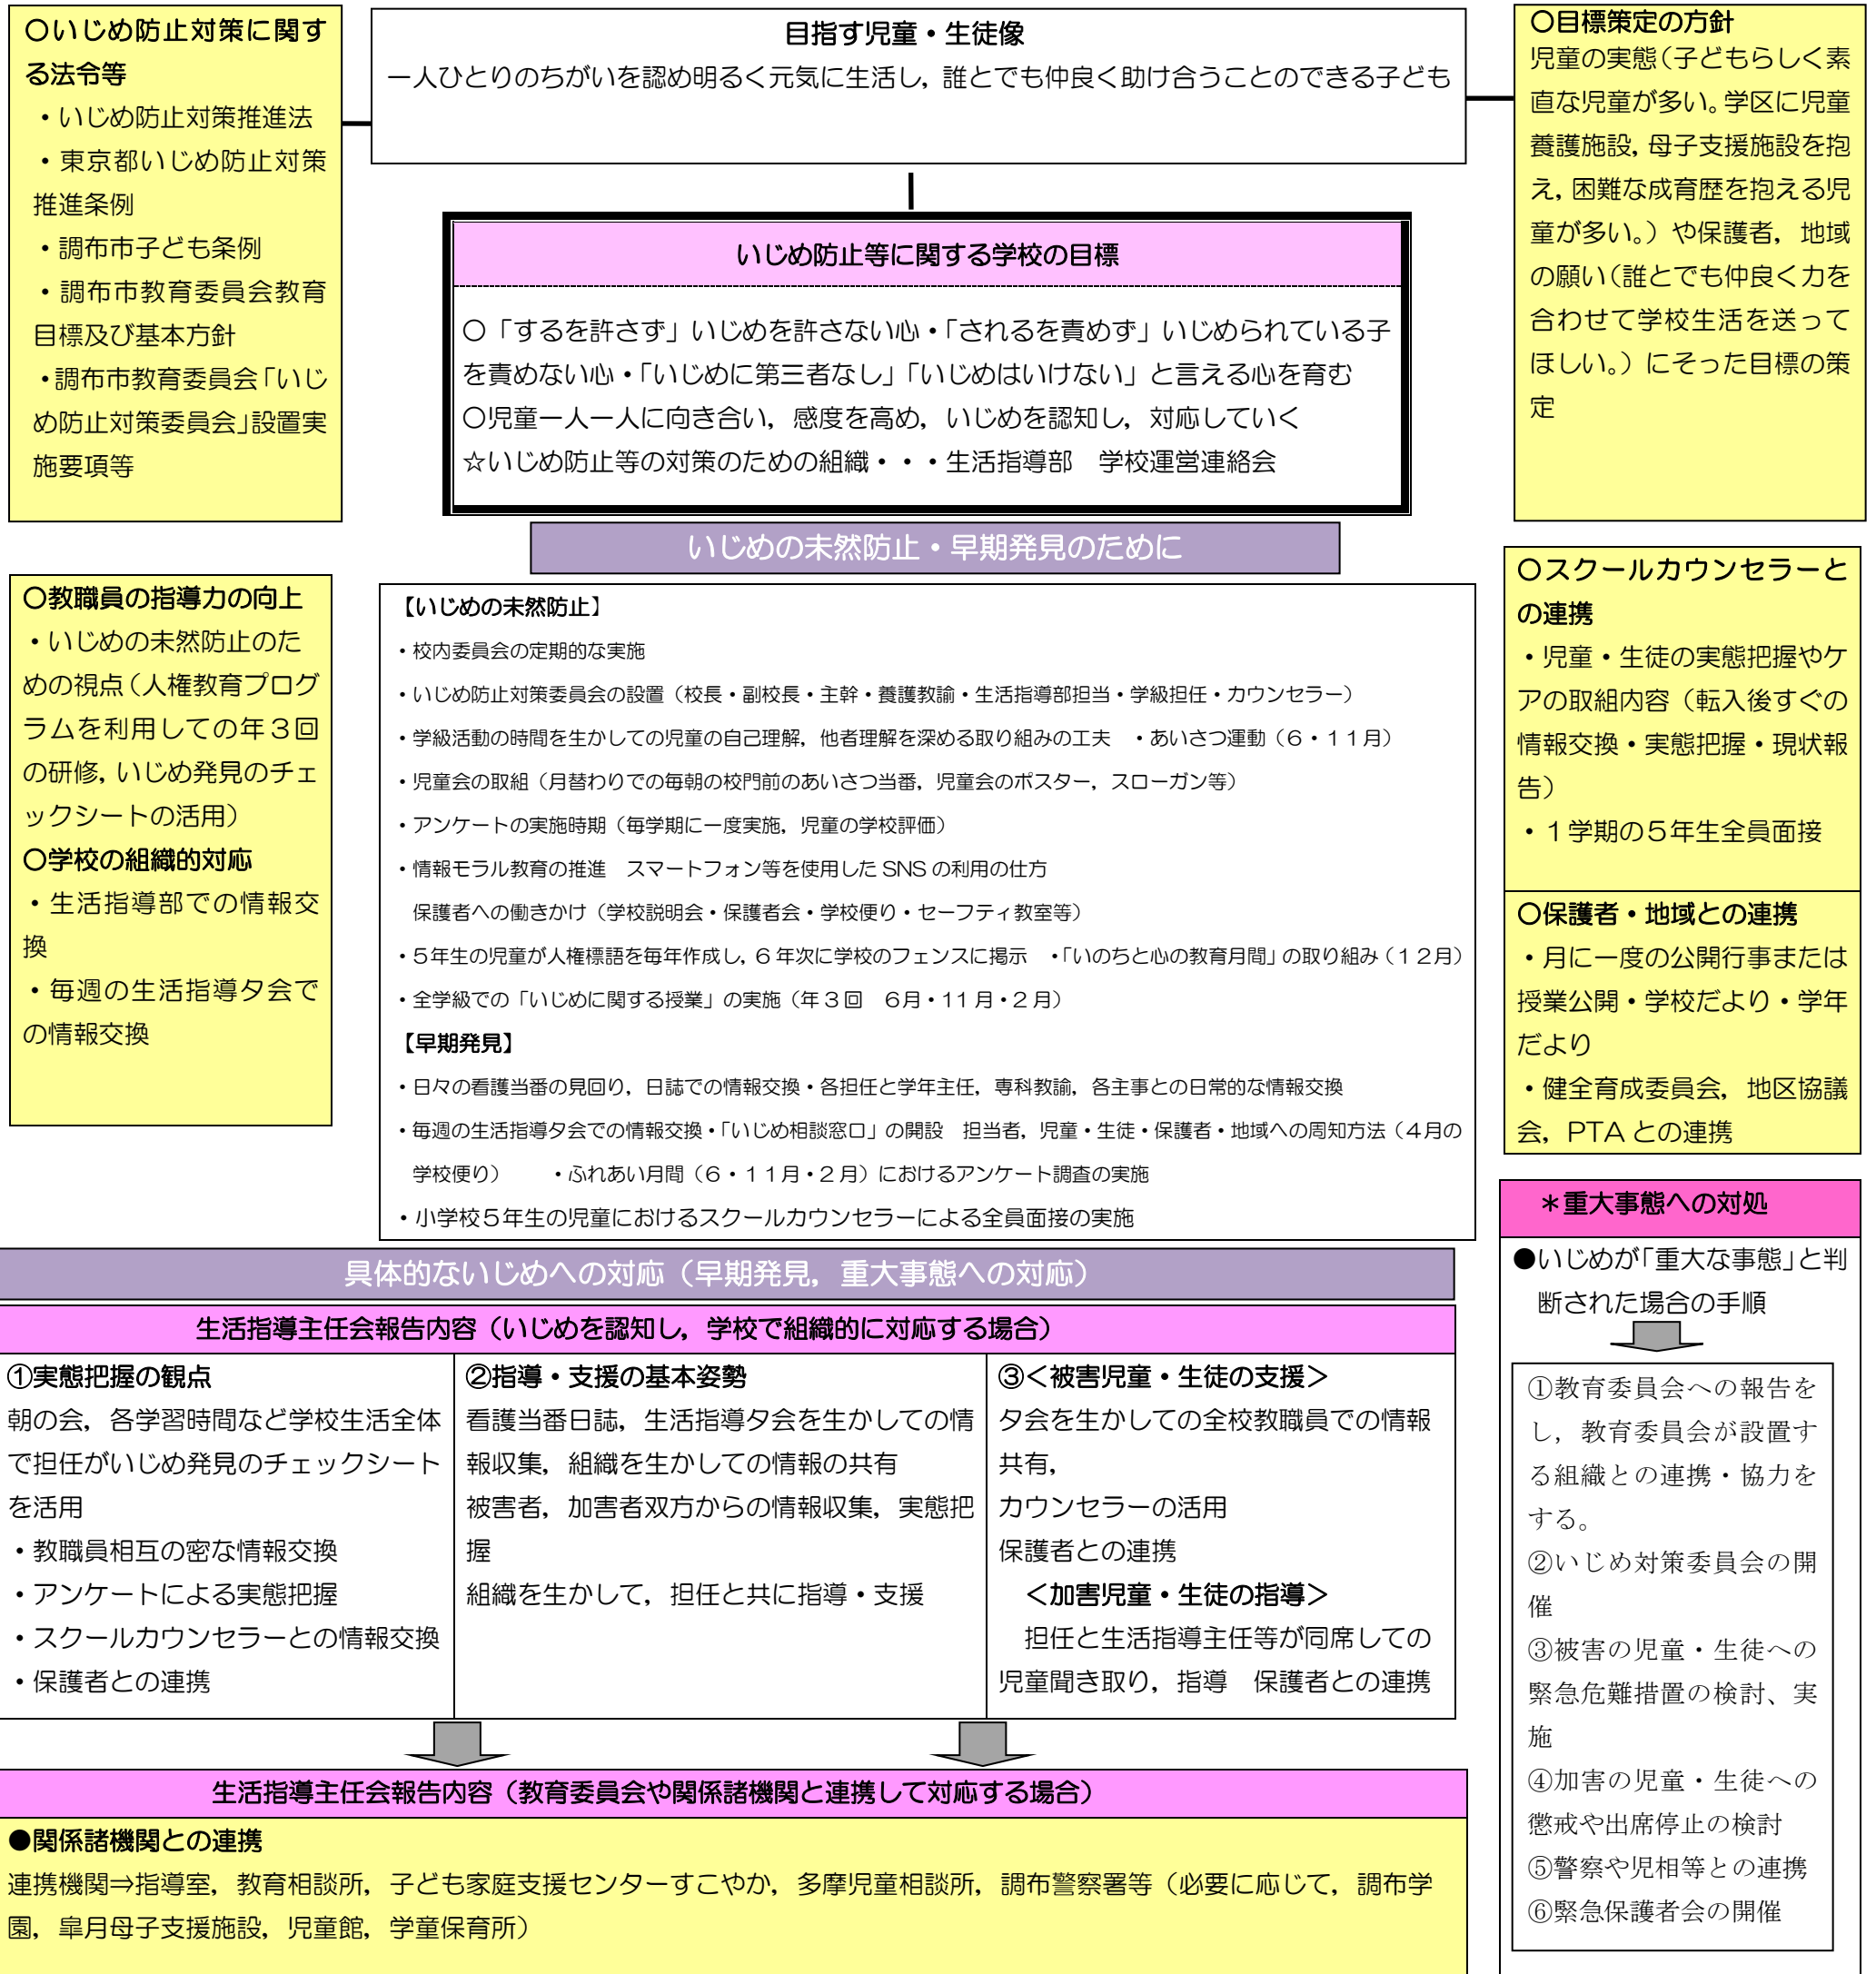 〇いじめ防止対策に関す
る法令等
・いじめ防止対策推進法
・東京都いじめ防止対策
推進条例
・調布市子ども条例
・調布市教育委員会教育
目標及び基本方針
・調布市教育委員会「いじ
め防止対策委員会」設置実
施要項等
目指す児童・生徒像
一人ひとりのちがいを認め明るく元気に生活し，誰とでも仲良く助け合うことのできる子ども
〇目標策定の方針
児童の実態（子どもらしく素
直な児童が多い。学区に児童
養護施設，母子支援施設を抱
え，困難な成育歴を抱える児
童が多い。）や保護者，地域
の願い（誰とでも仲良く力を
合わせて学校生活を送って
ほしい。）にそった目標の策
定
いじめ防止等に関する学校の目標
〇「するを許さず」いじめを許さない心・「されるを責めず」いじめられている子
を責めない心・「いじめに第三者なし」「いじめはいけない」と言える心を育む
〇児童一人一人に向き合い，感度を高め，いじめを認知し，対応していく
☆いじめ防止等の対策のための組織・・・生活指導部　学校運営連絡会
いじめの未然防止・早期発見のために
〇教職員の指導力の向上
・いじめの未然防止のた
めの視点（人権教育プログ
ラムを利用しての年３回
の研修，いじめ発見のチェ
ックシートの活用）
〇学校の組織的対応
・生活指導部での情報交
換
・毎週の生活指導夕会で
の情報交換
【いじめの未然防止】
・校内委員会の定期的な実施
・いじめ防止対策委員会の設置（校長・副校長・主幹・養護教諭・生活指導部担当・学級担任・カウンセラー）
・学級活動の時間を生かしての児童の自己理解，他者理解を深める取り組みの工夫　・あいさつ運動（６・１１月）
・児童会の取組（月替わりでの毎朝の校門前のあいさつ当番，児童会のポスター，スローガン等）
・アンケートの実施時期（毎学期に一度実施，児童の学校評価）
・情報モラル教育の推進　スマートフォン等を使用した SNS の利用の仕方
保護者への働きかけ（学校説明会・保護者会・学校便り・セーフティ教室等）
・５年生の児童が人権標語を毎年作成し，６年次に学校のフェンスに掲示　・「いのちと心の教育月間」の取り組み（１２月）
・全学級での「いじめに関する授業」の実施（年３回　６月・11 月・２月）
【早期発見】
・日々の看護当番の見回り，日誌での情報交換・各担任と学年主任，専科教諭，各主事との日常的な情報交換
・毎週の生活指導夕会での情報交換・「いじめ相談窓口」の開設　担当者，児童・生徒・保護者・地域への周知方法（４月の
学校便り）　　・ふれあい月間（６・１１月・２月）におけるアンケート調査の実施
・小学校５年生の児童におけるスクールカウンセラーによる全員面接の実施
〇スクールカウンセラーと
の連携
・児童・生徒の実態把握やケ
アの取組内容（転入後すぐの
情報交換・実態把握・現状報
告）
・１学期の５年生全員面接
〇保護者・地域との連携
・月に一度の公開行事または
授業公開・学校だより・学年
だより
・健全育成委員会，地区協議
会，PTA との連携
具体的ないじめへの対応（早期発見，重大事態への対応）
生活指導主任会報告内容（いじめを認知し，学校で組織的に対応する場合）
①実態把握の観点
朝の会，各学習時間など学校生活全体
で担任がいじめ発見のチェックシート
を活用
・教職員相互の密な情報交換
・アンケートによる実態把握
・スクールカウンセラーとの情報交換
・保護者との連携
②指導・支援の基本姿勢
看護当番日誌，生活指導夕会を生かしての情
報収集，組織を生かしての情報の共有
被害者，加害者双方からの情報収集，実態把
握
組織を生かして，担任と共に指導・支援
③＜被害児童・生徒の支援＞
夕会を生かしての全校教職員での情報
共有，
カウンセラーの活用
保護者との連携
＜加害児童・生徒の指導＞
担任と生活指導主任等が同席しての
児童聞き取り，指導　保護者との連携
生活指導主任会報告内容（教育委員会や関係諸機関と連携して対応する場合）
●関係諸機関との連携
連携機関⇒指導室，教育相談所，子ども家庭支援センターすこやか，多摩児童相談所，調布警察署等（必要に応じて，調布学
園，皐月母子支援施設，児童館，学童保育所）
＊重大事態への対処
●いじめが「重大な事態」と判
断された場合の手順
①教育委員会への報告を
し，教育委員会が設置す
る組織との連携・協力を
する。
②いじめ対策委員会の開
催
③被害の児童・生徒への
緊急危難措置の検討、実
施
④加害の児童・生徒への
懲戒や出席停止の検討
⑤警察や児相等との連携
⑥緊急保護者会の開催